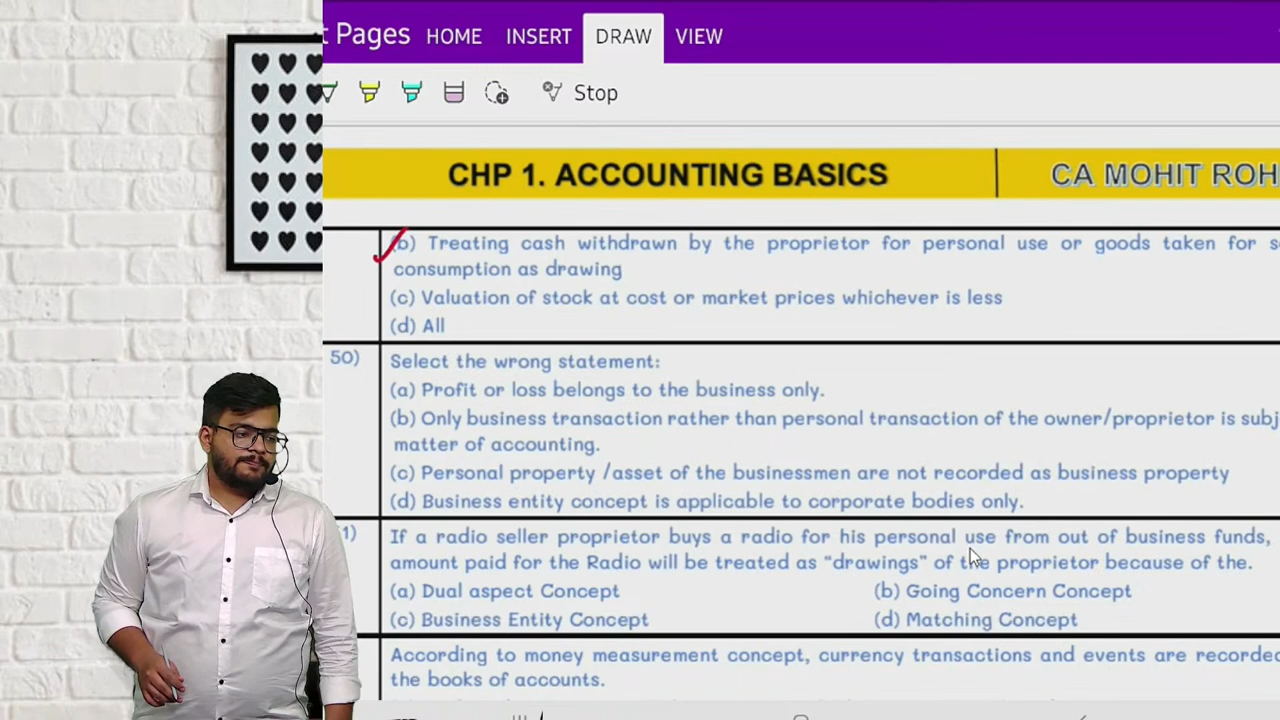 t Pages HOME INSERT DRAW VIEW
Stop
CHP 1. ACCOUNTING BASICS CA MOHIT ROH
(b) Treating cash withdrawn by the proprietor for personal use or goods taken for s
consumption as drawing
(c) Valuation of stock at cost or market prices whichever is less
(d) All
50) Select the wrong statement:
(a) Profit or loss belongs to the business only.
(b) Only business transaction rather than personal transaction of the owner/proprietor is subj
matter of accounting.
(c) Personal property /asset of the businessmen are not recorded as business property
(d) Business entity concept is applicable to corporate bodies only.
1) If a radio seller proprietor buys a radio for his personal use from out of business funds,
amount paid for the Radio will be treated as “drawings” of the proprietor because of the.
(a) Dual aspect Concept (b) Going Concern Concept
(c) Business Entity Concept (d) Matching Concept
According to money measurement concept, currency transactions and events are recorded
the books of accounts.